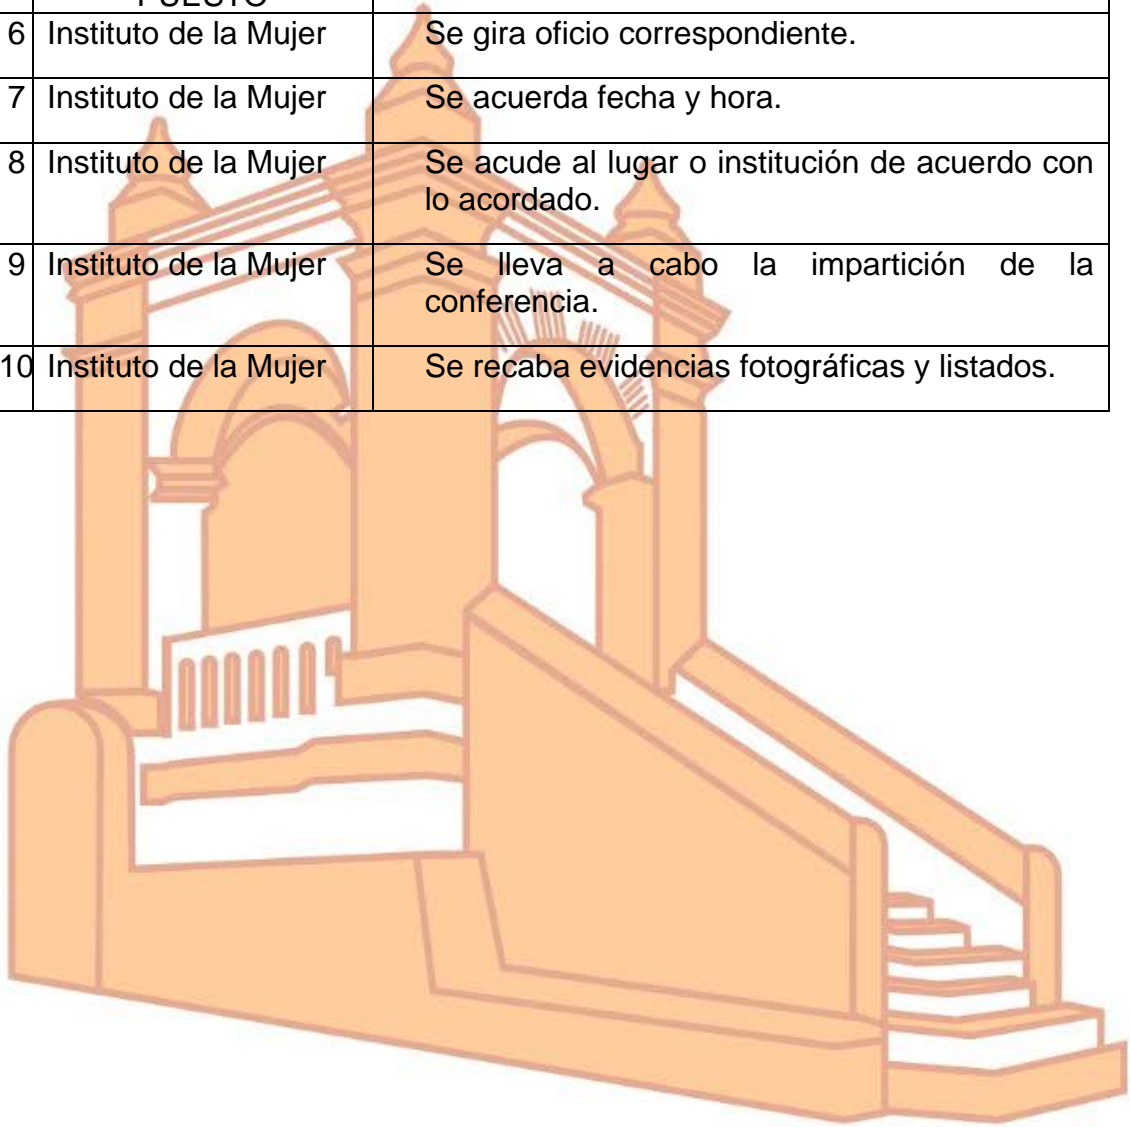 PUESTO
6 Instituto de la Mujer Se gira oficio correspondiente.
7 Instituto de la Mujer Se acuerda fecha y hora.
8 Instituto de la Mujer Se acude al lugar o institución de acuerdo con
lo acordado.
9 Instituto de la Mujer Se lleva a cabo la impartición de la
conferencia.
10 Instituto de la Mujer Se recaba evidencias fotográficas y listados.